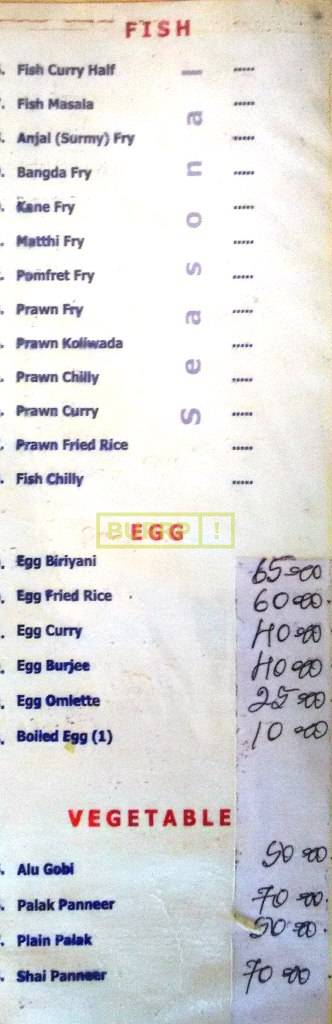 FISH
Fish Curry Half .....
Fish Masala .....
Anjal (Surmy) Fry .....
Bangda Fry .....
Kane Fry .....
Matthi Fry .....
Pomfret Fry .....
Prawn Fry .....
Prawn Koliwada .....
Prawn Chilly .....
Prawn Curry .....
Prawn Fried Rice .....
Fish Chilly .....
Seasonal
BURRP!
EGG
Egg Biriyani 65-00
Egg Fried Rice 60-00
Egg Curry 40-00
Egg Burjee 40-00
Egg Omlette 25-00
Boiled Egg (1) 10-00
VEGETABLE
Alu Gobi 50-00
Palak Panneer 70-00
Plain Palak 50-00
Shai Panneer 70-00